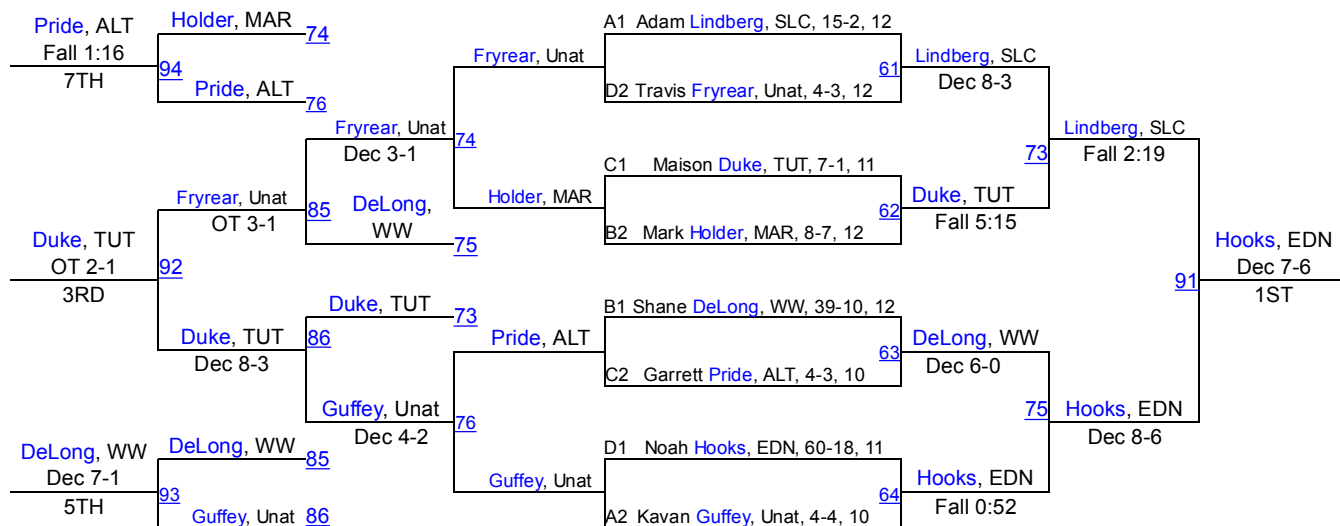 Pride, ALT
Fall 1:16
7TH
Holder, MAR
74
94
Pride, ALT
76
Fryrear, Unat
Dec 3-1
74
Fryrear, Unat
OT 3-1
85
DeLong,
WW
75
Duke, TUT
OT 2-1
3RD
92
Duke, TUT
Dec 8-3
86
Duke, TUT
73
Guffey, Unat
Dec 4-2
76
DeLong, WW
Dec 7-1
5TH
DeLong, WW
85
93
Guffey, Unat
86
Fryrear, Unat
Holder, MAR
Pride, ALT
Guffey, Unat
A1 Adam Lindberg, SLC, 15-2, 12
61
D2 Travis Fryrear, Unat, 4-3, 12
C1 Maison Duke, TUT, 7-1, 11
62
B2 Mark Holder, MAR, 8-7, 12
B1 Shane DeLong, WW, 39-10, 12
63
C2 Garrett Pride, ALT, 4-3, 10
D1 Noah Hooks, EDN, 60-18, 11
64
A2 Kavan Guffey, Unat, 4-4, 10
Lindberg, SLC
Dec 8-3
73
Duke, TUT
Fall 5:15
DeLong, WW
Dec 6-0
75
Hooks, EDN
Fall 0:52
Lindberg, SLC
Fall 2:19
91
Hooks, EDN
Dec 8-6
Hooks, EDN
Dec 7-6
1ST